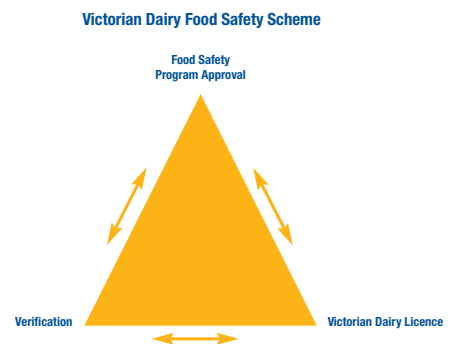 Victorian Dairy Food Safety Scheme
Food Safety
Program Approval
Verification
Victorian Dairy Licence